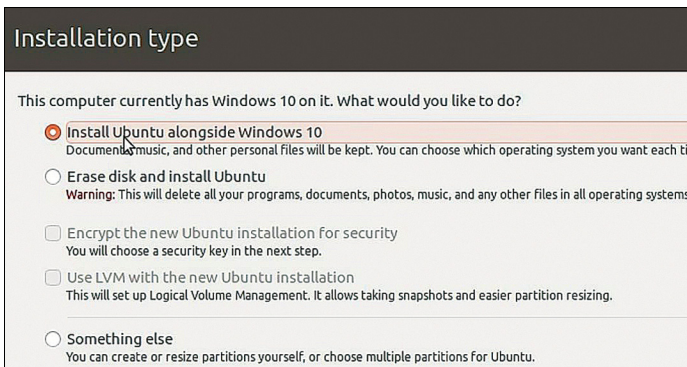 Installation type
This computer currently has Windows 10 on it. What would you like to do?
Install Ubuntu alongside Windows 10
Documents, music, and other personal files will be kept. You can choose which operating system you want each
Erase disk and install Ubuntu
Warning: This will delete all your programs, documents, photos, music, and any other files in all operating systems
Encrypt the new Ubuntu installation for security
You will choose a security key in the next step.
Use LVM with the new Ubuntu installation
This will set up Logical Volume Management. It allows taking snapshots and easier partition resizing.
Something else
You can create or resize partitions yourself, or choose multiple partitions for Ubuntu.